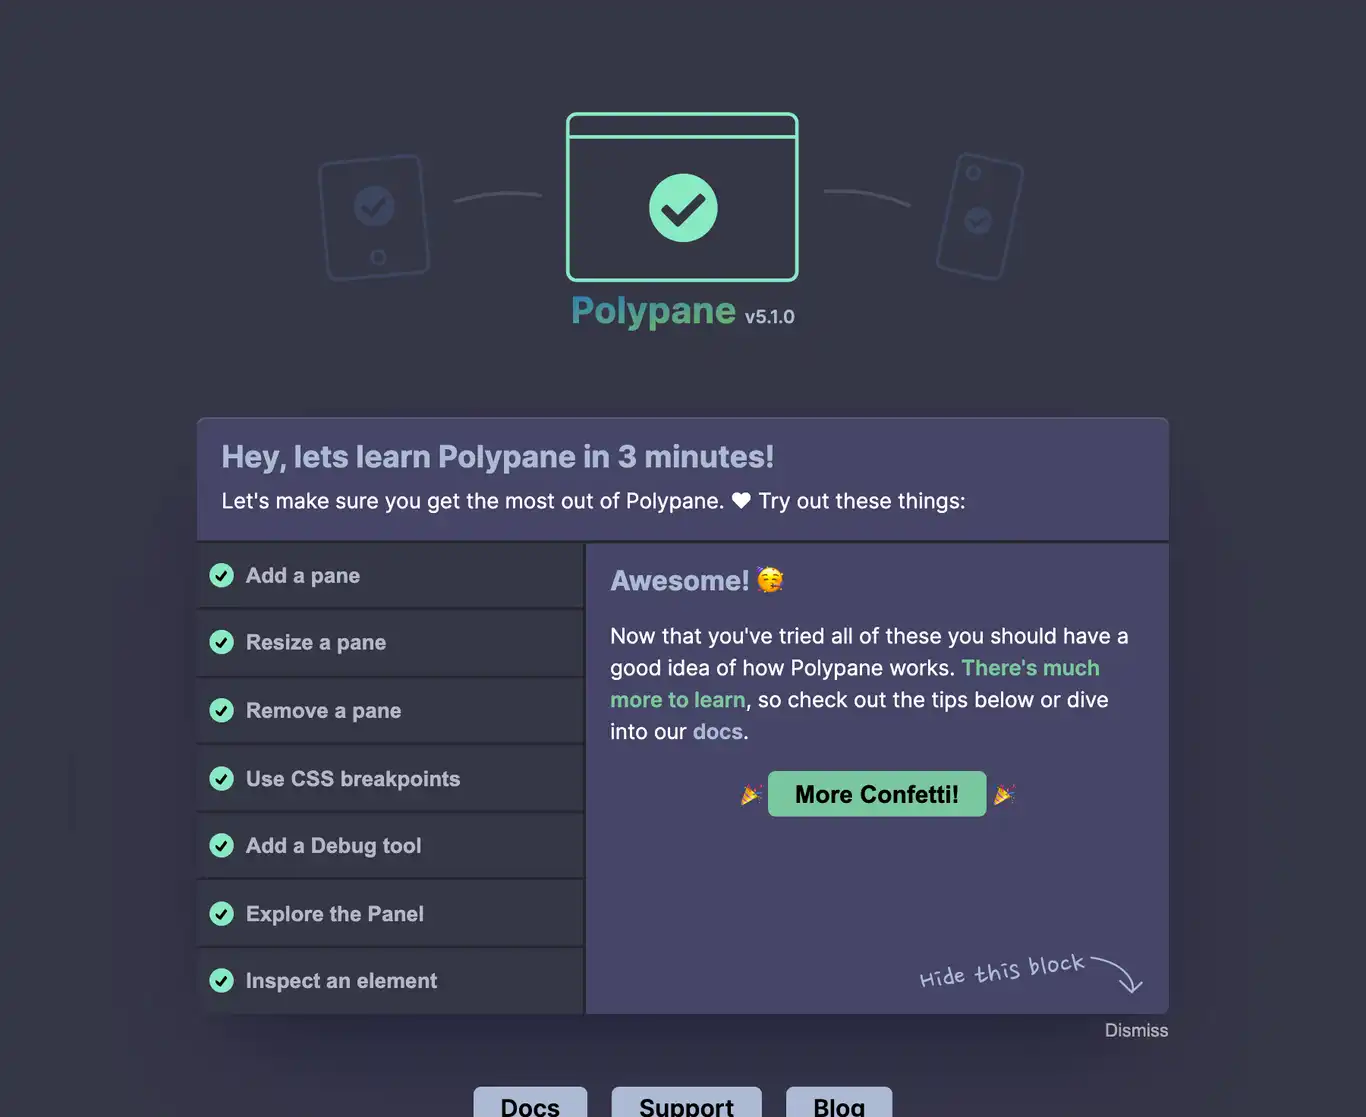 Polypane v5.1.0
Hey, lets learn Polypane in 3 minutes!
Let's make sure you get the most out of Polypane. ♥ Try out these things:
Add a pane
Resize a pane
Remove a pane
Use CSS breakpoints
Add a Debug tool
Explore the Panel
Inspect an element
Awesome! 🥳
Now that you've tried all of these you should have a
good idea of how Polypane works. There's much
more to learn, so check out the tips below or dive
into our docs.
🎉 More Confetti! 🎉
Hide this block
Dismiss
Docs Support Blog